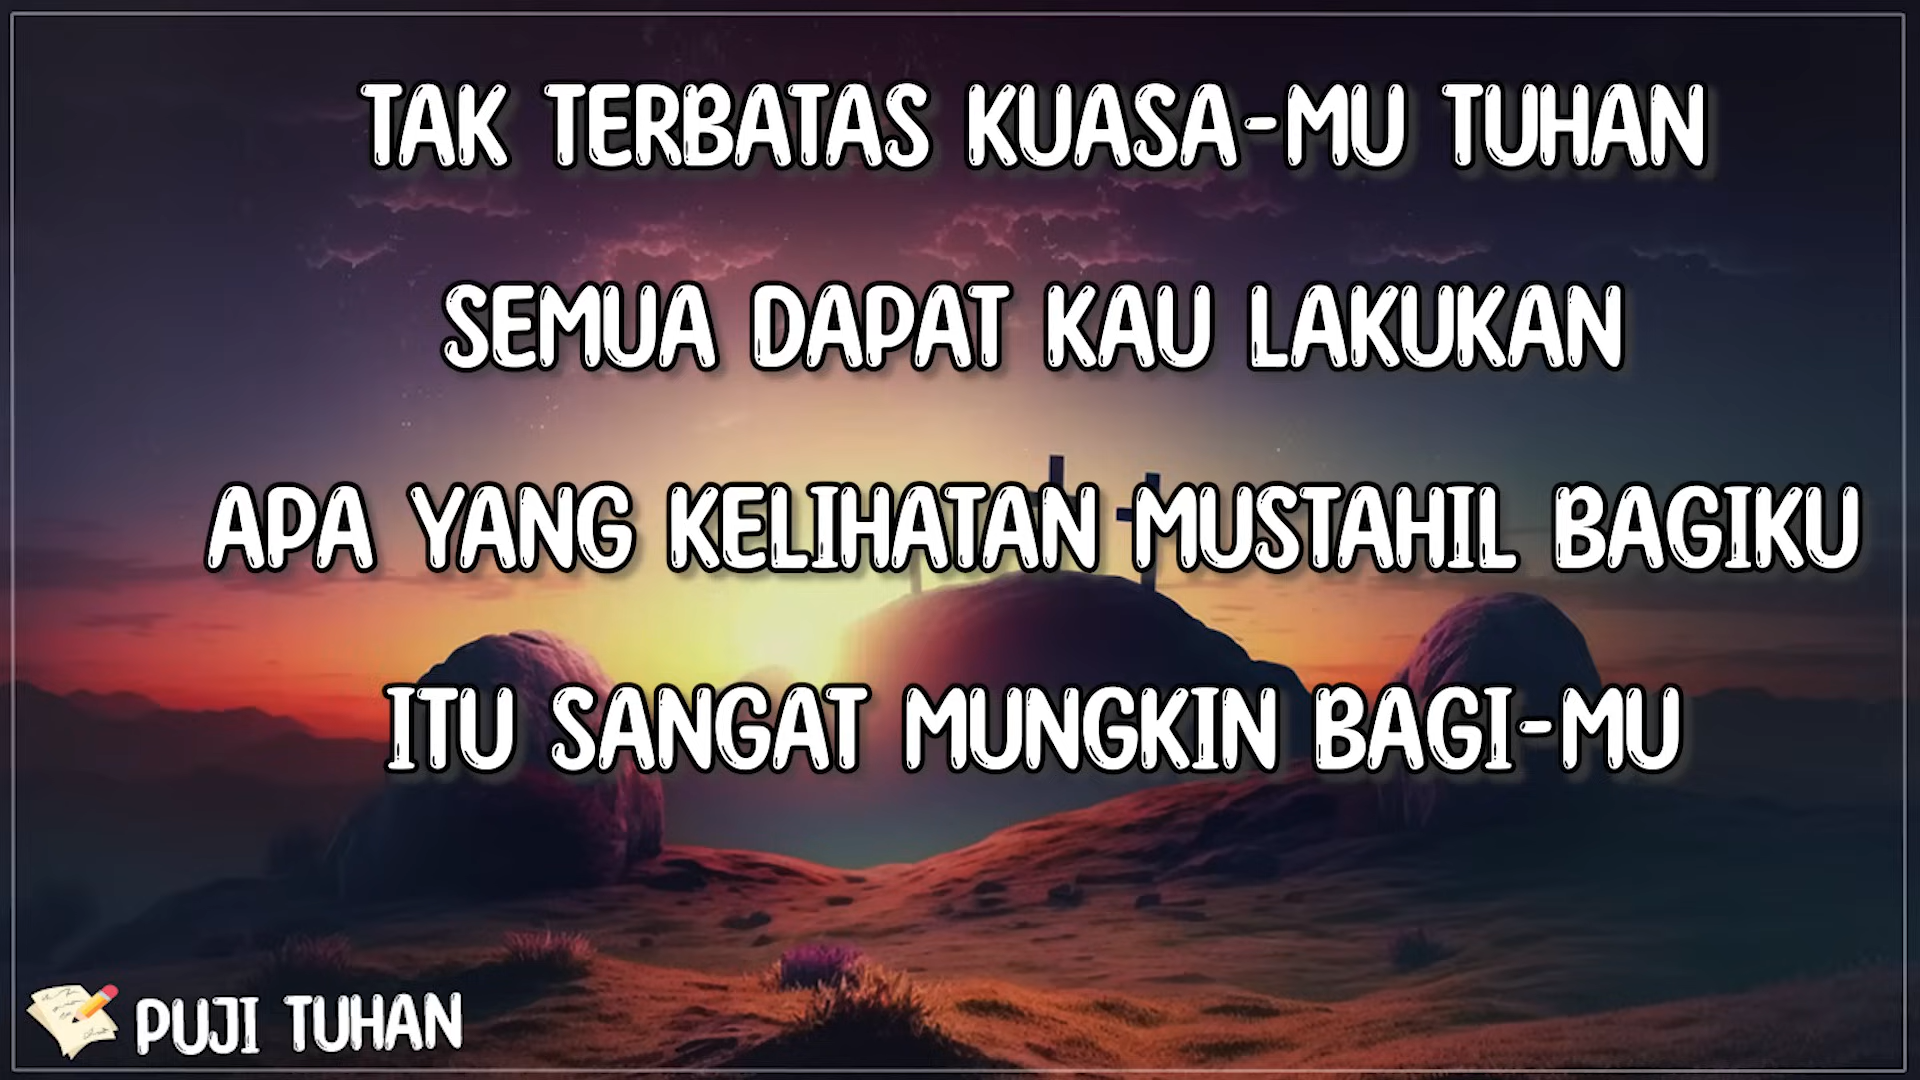 TAK TERBATAS KUASA-MU TUHAN
SEMUA DAPAT KAU LAKUKAN
APA YANG KELIHATAN MUSTAHIL BAGIKU
ITU SANGAT MUNGKIN BAGI-MU
PUJI TUHAN